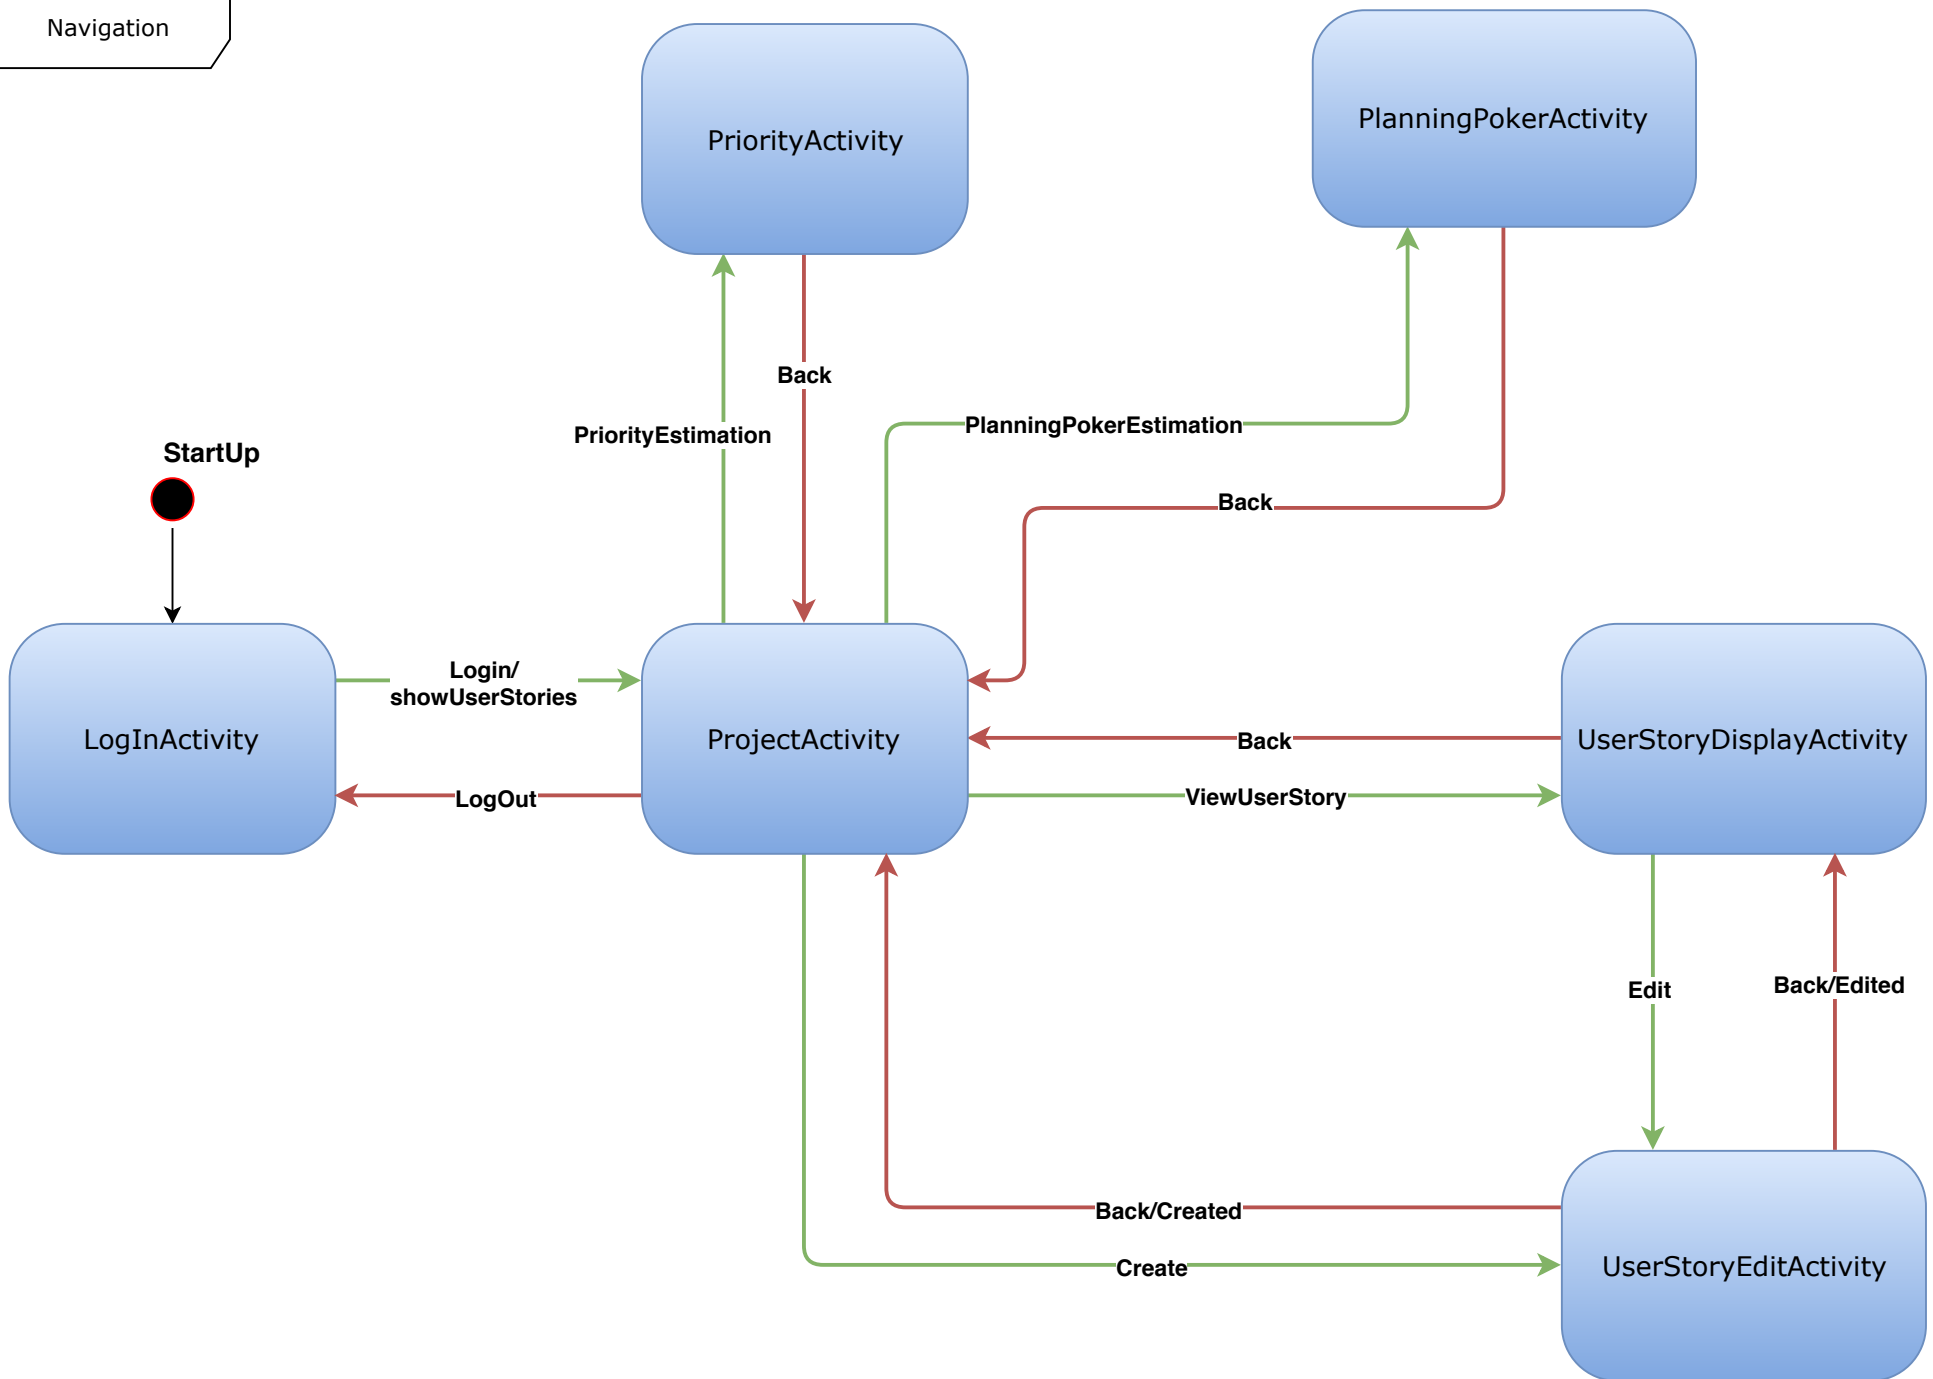 Navigation
PlanningPokerActivity
PriorityActivity
Back
PlanningPokerEstimation
PriorityEstimation
StartUp
Back
Login/
showUserStories
LogInActivity
ProjectActivity
Back
UserStoryDisplayActivity
LogOut
ViewUserStory
Edit
Back/Edited
Back/Created
Create
UserStoryEditActivity